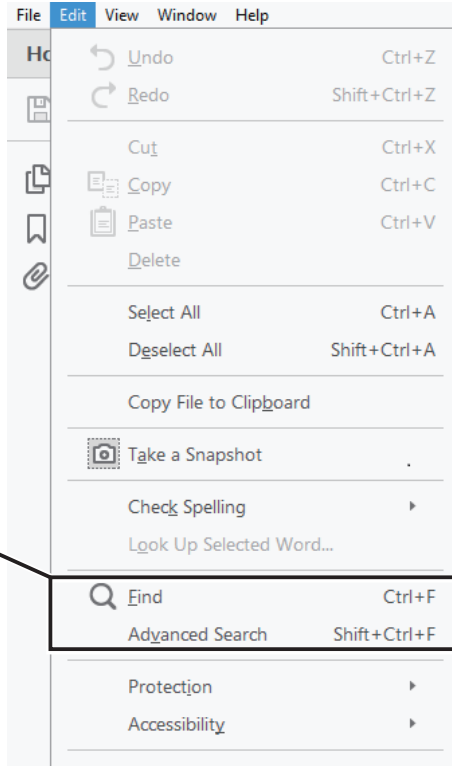 File Edit View Window Help
Ho
Undo Ctrl+Z
Redo Shift+Ctrl+Z
Cut Ctrl+X
Copy Ctrl+C
Paste Ctrl+V
Delete
Select All Ctrl+A
Deselect All Shift+Ctrl+A
Copy File to Clipboard
Take a Snapshot
Check Spelling
Look Up Selected Word...
Find Ctrl+F
Advanced Search Shift+Ctrl+F
Protection
Accessibility